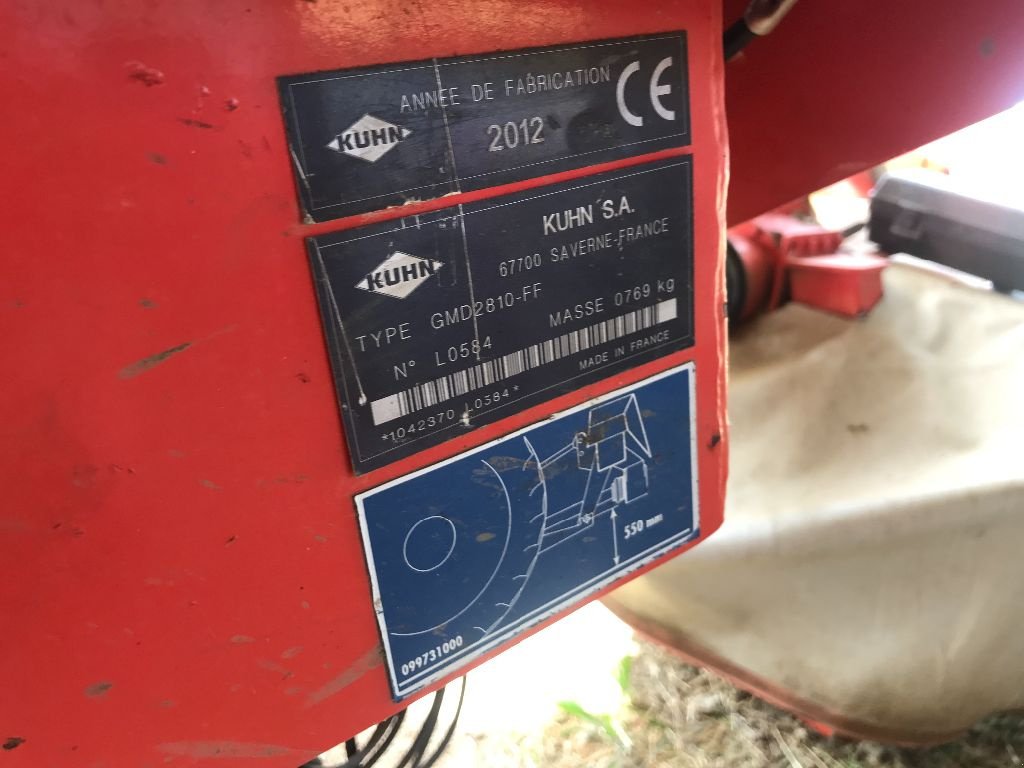 KUHN
ANNÉE DE FABRICATION
2012
CE
KUHN
KUHN S.A.
67700 SAVERNE-FRANCE
TYPE GMD2810-FF
N° L0584 MASSE 0769 kg
*1042370 L0584* MADE IN FRANCE
550 mm
099731000